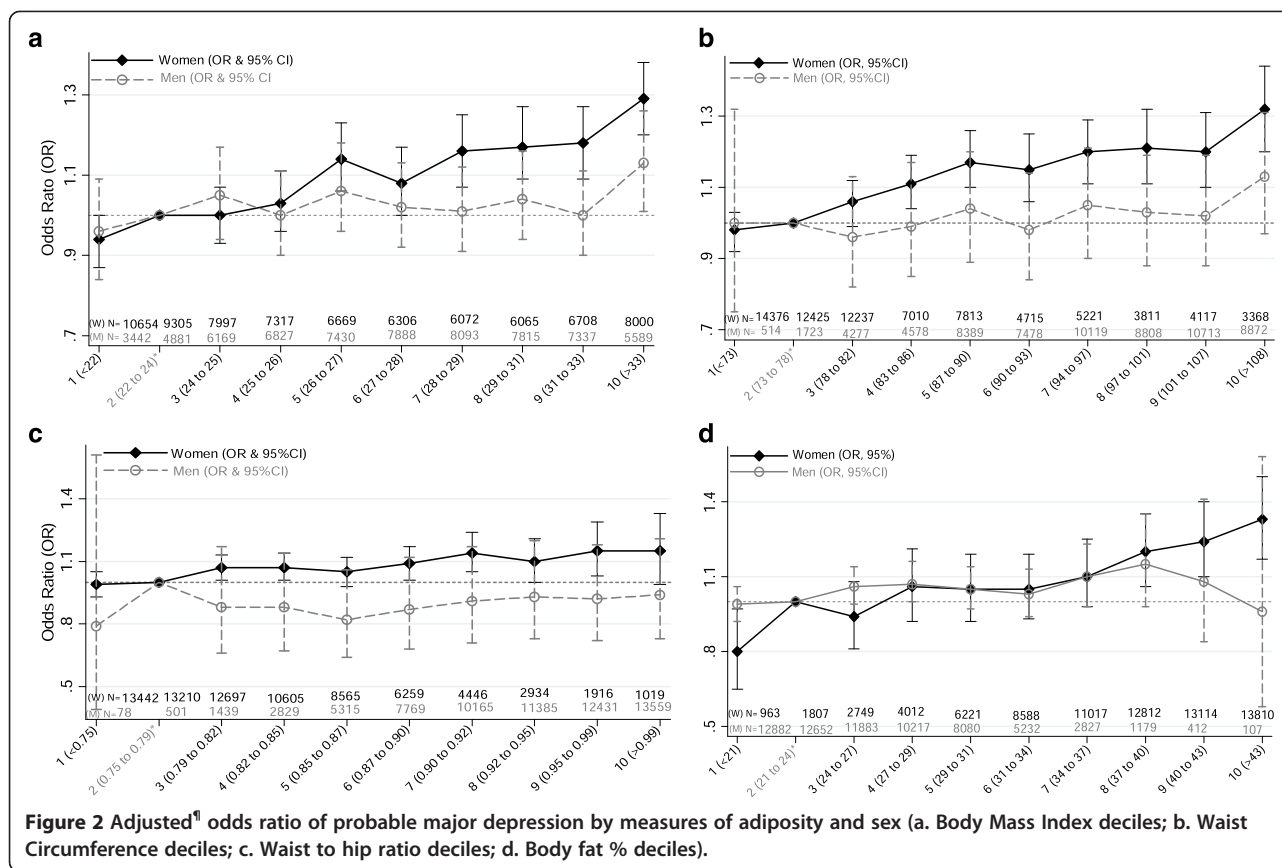 a
Women (OR & 95% CI)
Men (OR & 95% CI
Odds Rato (OR)
1.3
1.1
.9
.7
(W) N= 10654 9305 7997 7317 6669 6306 6072 6065 6708 8000
(M) N= 3442 4881 6169 6827 7430 7888 8093 7815 7337 5589
1 (<22)
2 (22 to 24)*
3 (24 to 25)
4 (25 to 26)
5 (26 to 27)
6 (27 to 28)
7 (28 to 29)
8 (29 to 31)
9 (31 to 33)
10 (>33)
b
Women (OR, 95%CI)
Men (OR, 95%CI)
1.3
1.1
.9
.7
(W) N= 14376 12425 12237 7010 7813 4715 5221 3811 4117 3368
(M) N= 514 1723 4277 4578 8389 7478 10119 8808 10713 8872
1 (<73)
2 (73 to 78)*
3 (78 to 82)
4 (83 to 86)
5 (87 to 90)
6 (90 to 93)
7 (94 to 97)
8 (97 to 101)
9 (101 to 107)
10 (>108)
c
Women (OR & 95%CI)
Men (OR & 95%CI)
Odds Ratio (OR)
1.4
1.1
.8
.5
(W) N= 13442 13210 12697 10605 8565 6259 4446 2934 1916 1019
(M) N= 78 501 1439 2829 5315 7769 10165 11385 12431 13559
1 (<0.75)
2 (0.75 to 0.79)*
3 (0.79 to 0.82)
4 (0.82 to 0.85)
5 (0.85 to 0.87)
6 (0.87 to 0.90)
7 (0.90 to 0.92)
8 (0.92 to 0.95)
9 (0.95 to 0.99)
10 (>0.99)
d
Women (OR, 95%)
Men (OR, 95%CI)
1.4
1.1
.8
.5
(W) N= 963 1807 2749 4012 6221 8588 11017 12812 13114 13810
(M) N= 12882 12652 11883 10217 8080 5232 2827 1179 412 107
1 (<21)
2 (21 to 24)*
3 (24 to 27)
4 (27 to 29)
5 (29 to 31)
6 (31 to 34)
7 (34 to 37)
8 (37 to 40)
9 (40 to 43)
10 (>43)
Figure 2 Adjusted¶ odds ratio of probable major depression by measures of adiposity and sex (a. Body Mass Index deciles; b. Waist
Circumference deciles; c. Waist to hip ratio deciles; d. Body fat % deciles).